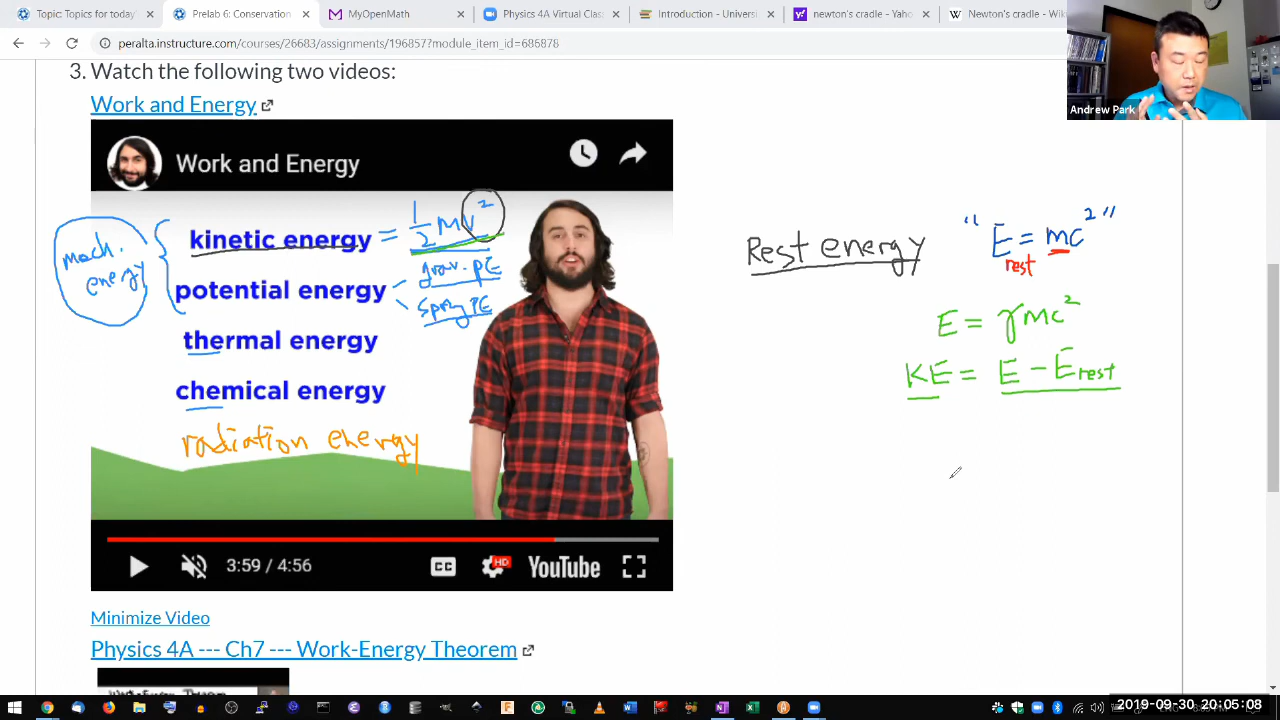 Topic: Topics for today'
Prelab 6: Conservation
MyOpenMath
Physics 4A Virtual Clas
Introduction - Universi
newton's cradle - Yaho
Newton's cradle - Wik
peralta.instructure.com/courses/26683/assignments/196857?module_item_id=686878
Andrew Park
3. Watch the following two videos:
Work and Energy
Work and Energy
kinetic energy = 1/2 mv²
mach. energy
grav. PE
potential energy
spring PE
thermal energy
chemical energy
radiation energy
3:59 / 4:56
CC
HD
YouTube
Rest energy
"E = mc²"
rest
E = γmc²
KE = E − E rest
Minimize Video
Physics 4A --- Ch7 --- Work-Energy Theorem
2019-09-30 20:05:08